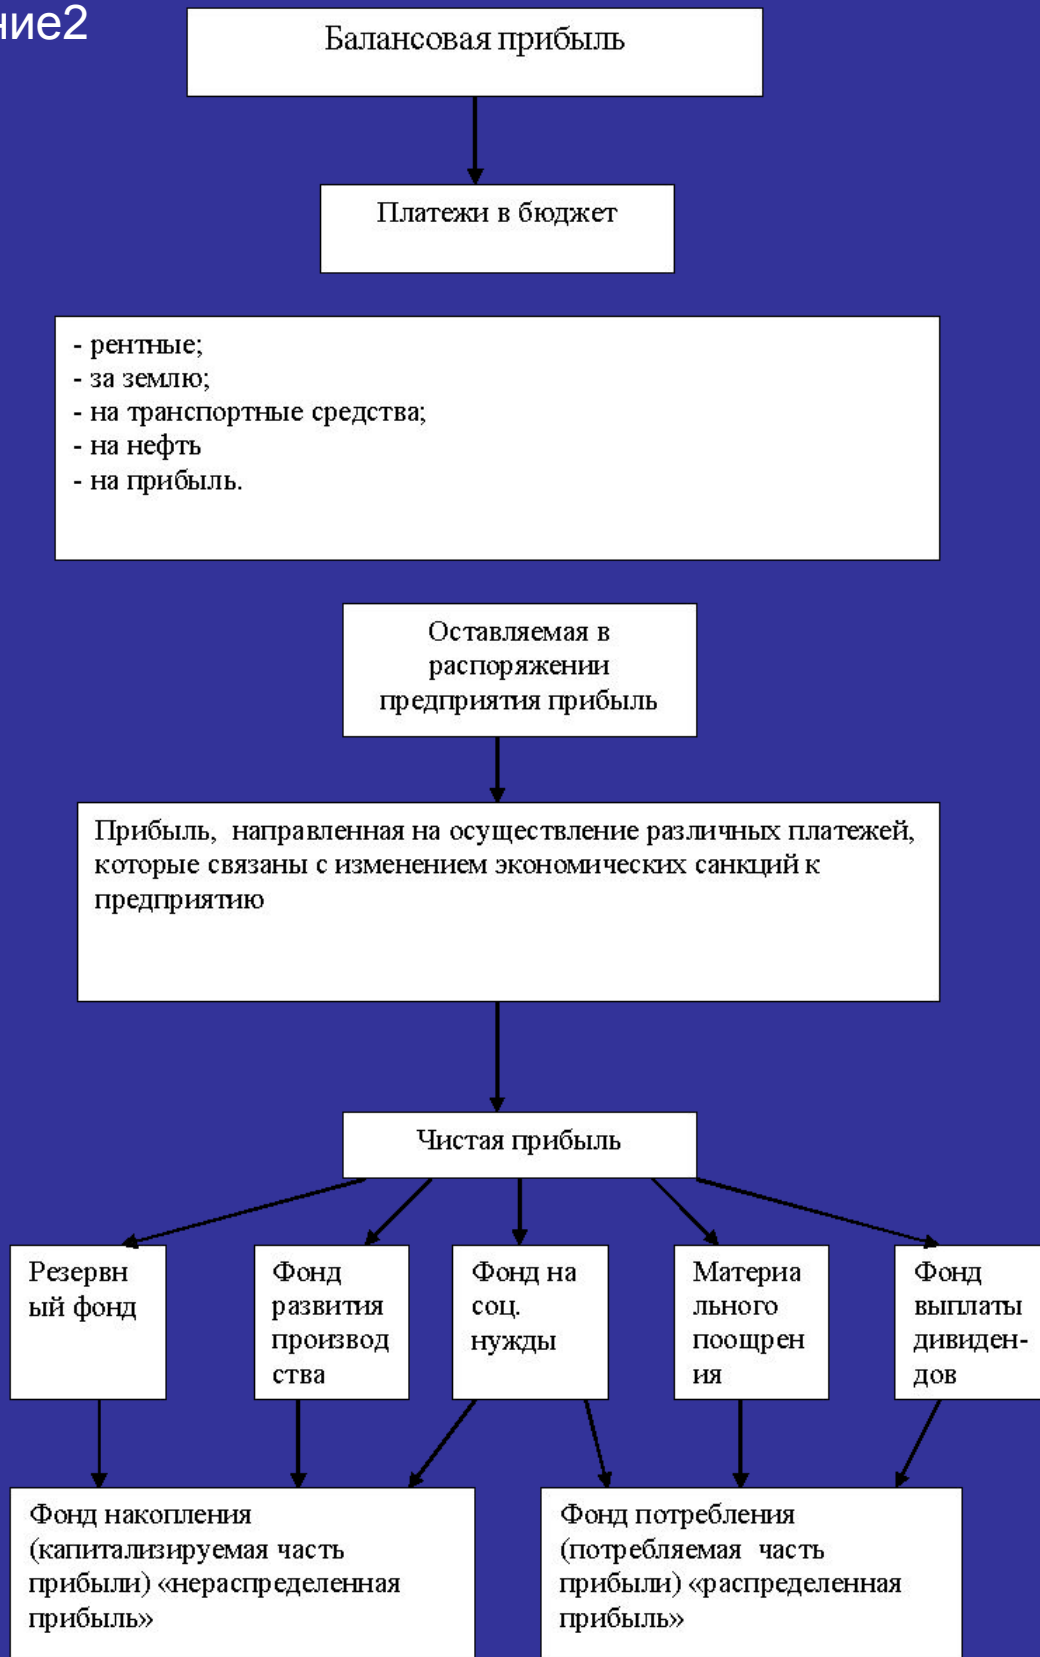 ние2
Балансовая прибыль
Платежи в бюджет
- рентные;
- за землю;
- на транспортные средства;
- на нефть
- на прибыль.
Оставляемая в
распоряжении
предприятия прибыль
Прибыль, направленная на осуществление различных платежей,
которые связаны с изменением экономических санкций к
предприятию
Чистая прибыль
Резервн
ый фонд
Фонд
развития
производ
ства
Фонд на
соц.
нужды
Материа
льного
поощрен
ия
Фонд
выплаты
дивиден-
дов
Фонд накопления
(капитализируемая часть
прибыли) «нераспределенная
прибыль»
Фонд потребления
(потребляемая часть
прибыли) «распределенная
прибыль»